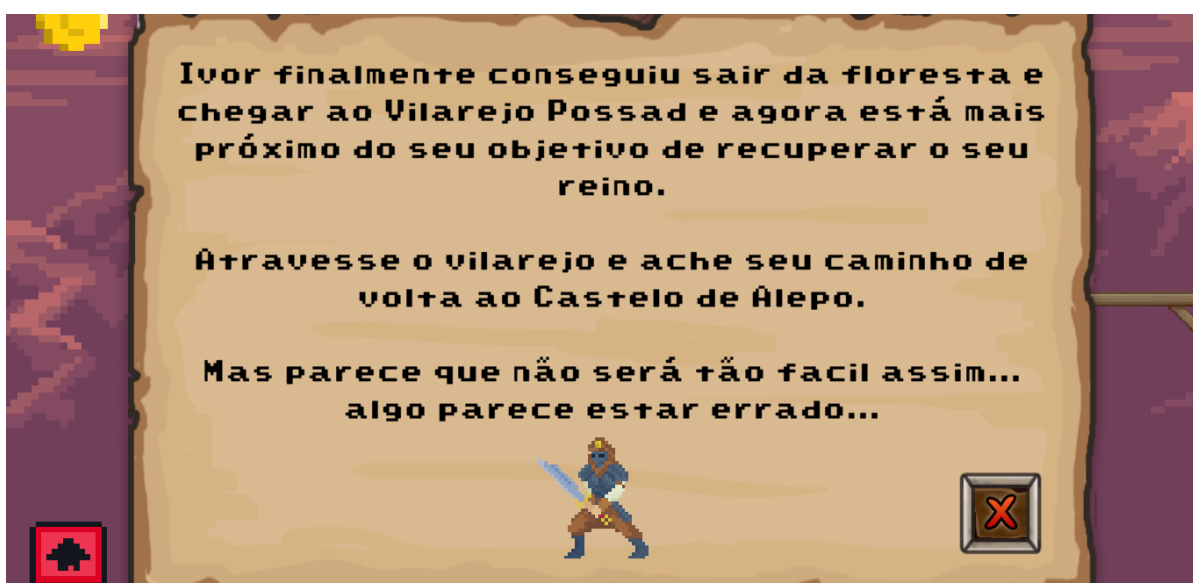 Ivor finalmente conseguiu sair da floresta e
chegar ao Vilarejo Possad e agora está mais
próximo do seu objetivo de recuperar o seu
reino.
Atravesse o vilarejo e ache seu caminho de
volta ao Castelo de Alepo.
Mas parece que não será tão facil assim...
algo parece estar errado...
X